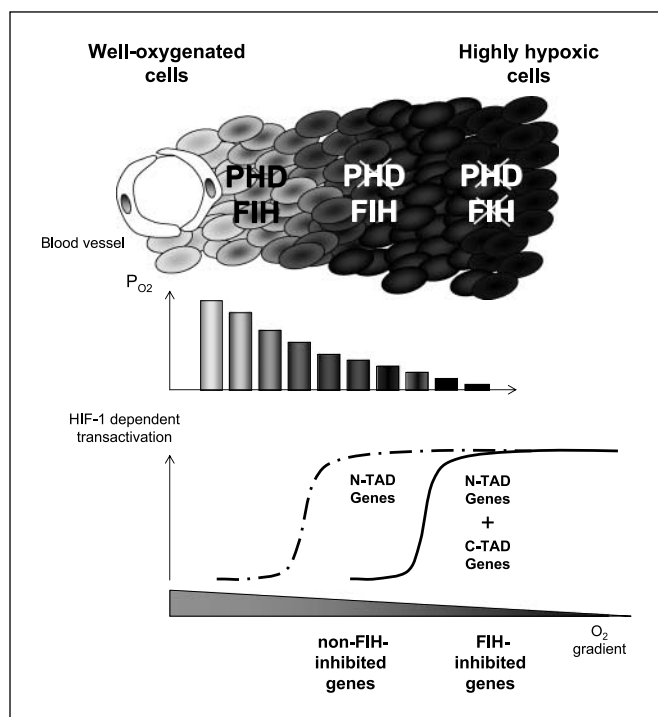 Well-oxygenated
cells
Highly hypoxic
cells
PHD
FIH
PHD
FIH
PHD
FIH
Blood vessel
PO2
HIF-1 dependent
transactivation
N-TAD
Genes
N-TAD
Genes
+
C-TAD
Genes
O2
gradient
non-FIH-
inhibited
genes
FIH-
inhibited
genes